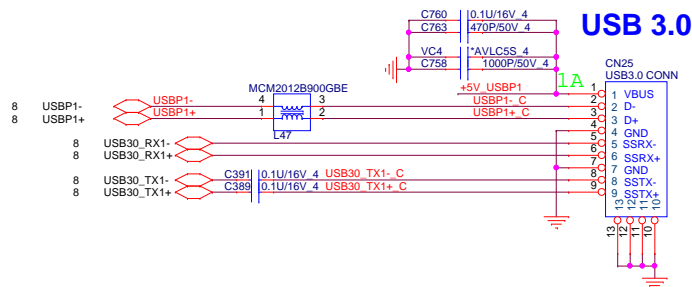 USB 3.0
C760 0.1U/16V_4
C763 470P/50V_4
VC4 *AVLC5S_4
C758 1000P/50V_4
CN25
USB3.0 CONN
+5V_USBP1 1A
MCM2012B900GBE
8 USBP1- USBP1- 4 3 USBP1-_C
8 USBP1+ USBP1+ 1 2 USBP1+_C
L47
8 USB30_RX1-
8 USB30_RX1+
8 USB30_TX1- C391 0.1U/16V_4 USB30_TX1-_C
8 USB30_TX1+ C389 0.1U/16V_4 USB30_TX1+_C
1 1 VBUS
2 2 D-
3 3 D+
4 4 GND
5 5 SSRX-
6 6 SSRX+
7 7 GND
8 8 SSTX-
9 9 SSTX+
13 12 11 10
13 12 11 10